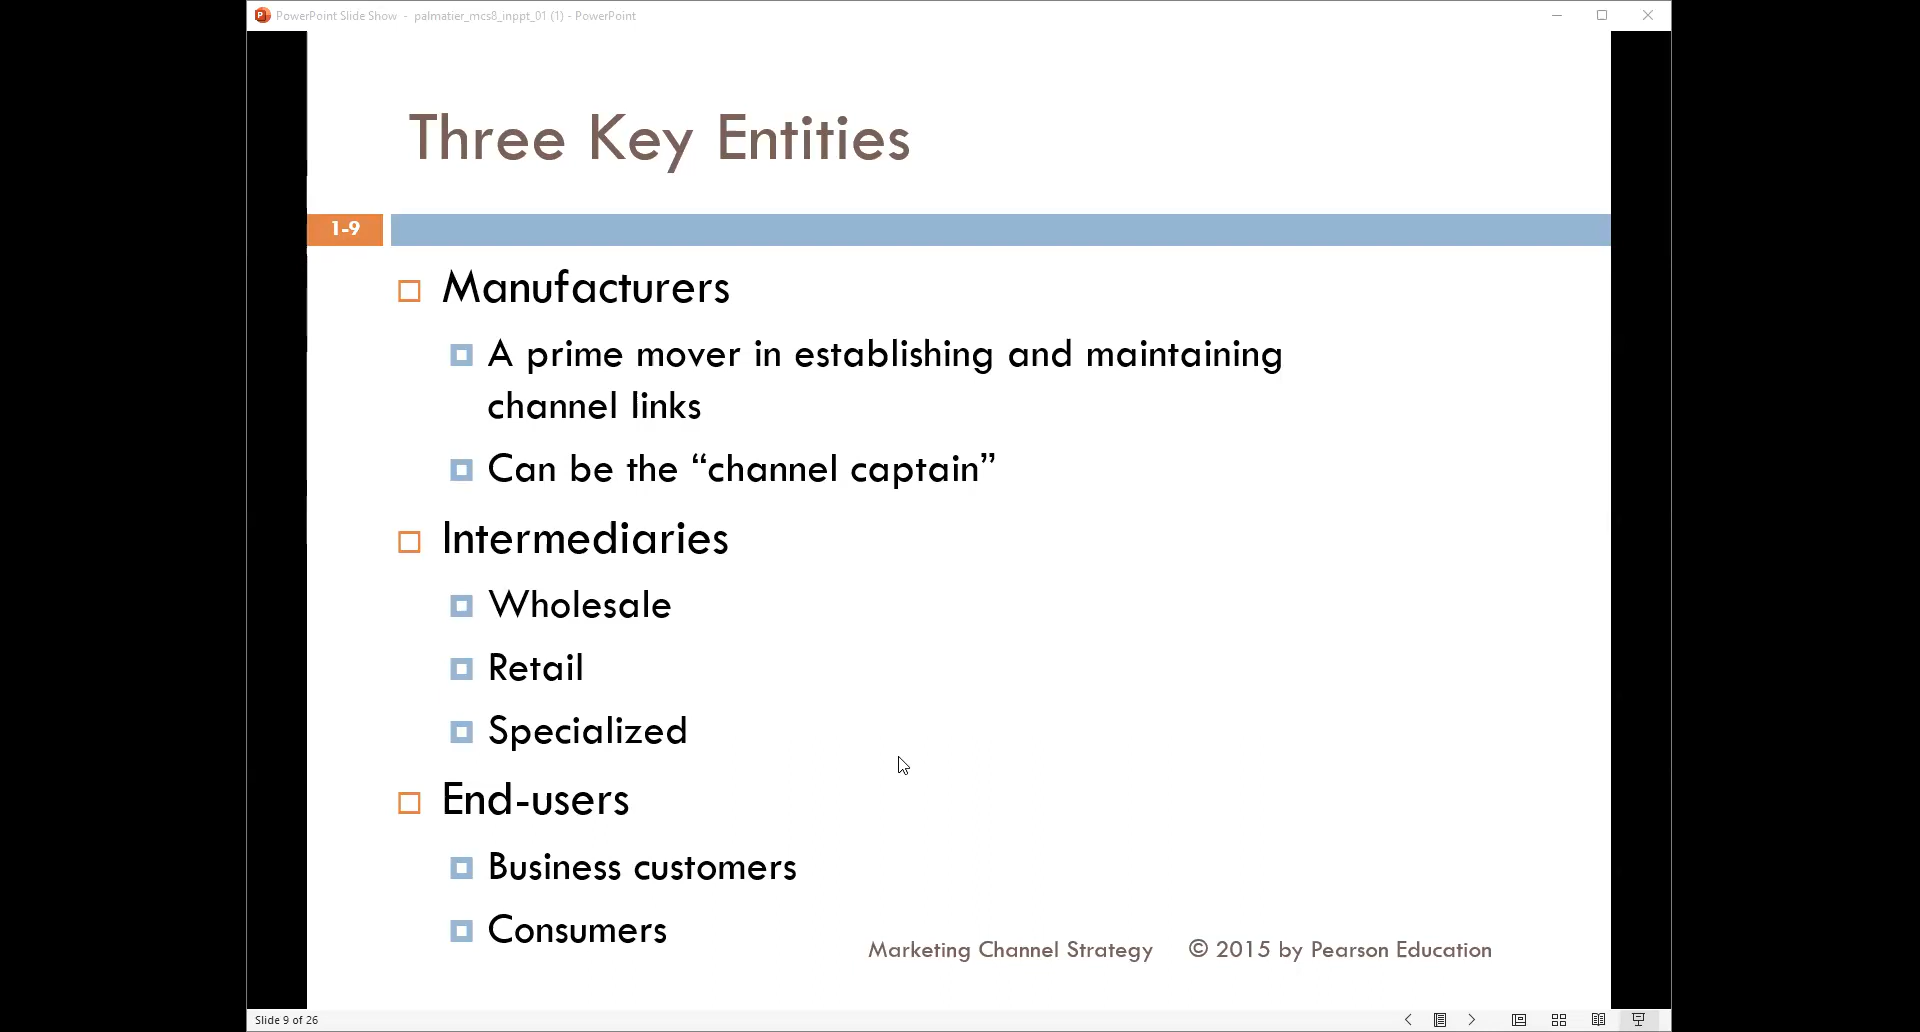 PowerPoint Slide Show - palmatier_mcs8_inppt_01 (1) - PowerPoint
Three Key Entities
1-9
Manufacturers
A prime mover in establishing and maintaining
channel links
Can be the “channel captain”
Intermediaries
Wholesale
Retail
Specialized
End-users
Business customers
Consumers
Marketing Channel Strategy © 2015 by Pearson Education
Slide 9 of 26